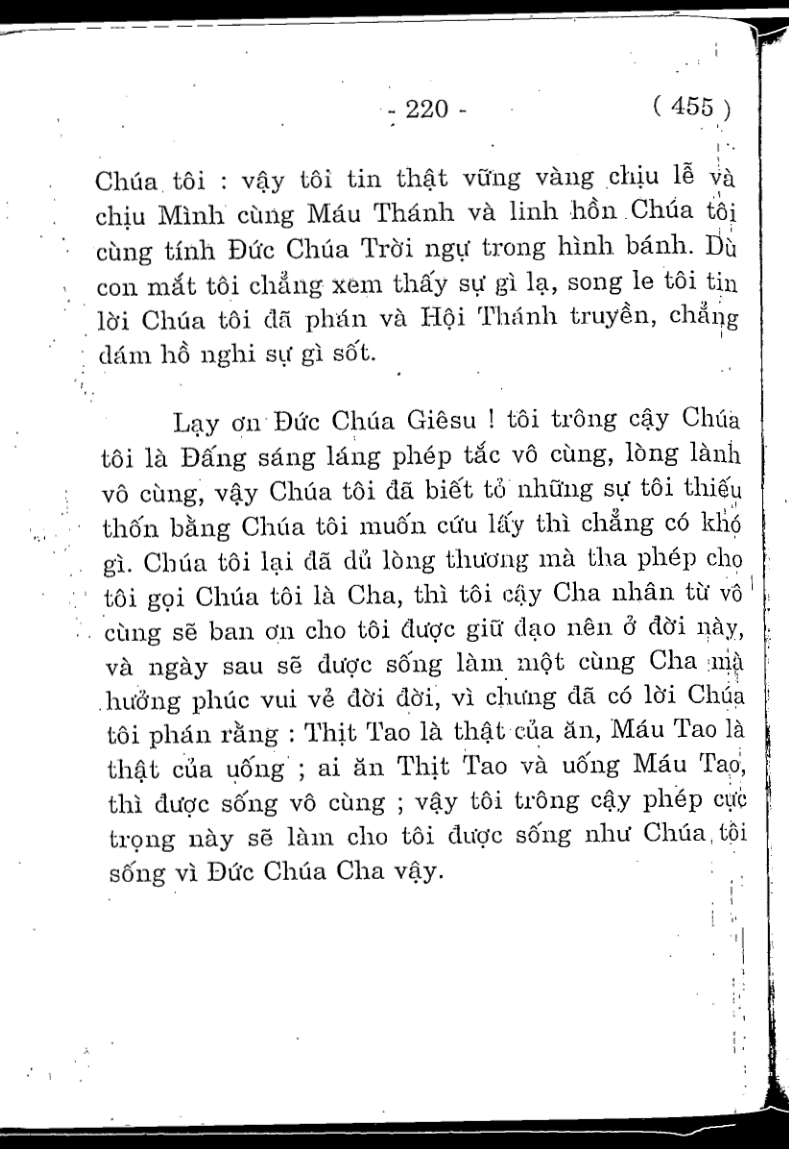 - 220 - ( 455 )
Chúa tôi : vậy tôi tin thật vững vàng chịu lễ và
chịu Mình cùng Máu Thánh và linh hồn Chúa tôi
cùng tính Đức Chúa Trời ngự trong hình bánh. Dù
con mắt tôi chẳng xem thấy sự gì lạ, song le tôi tin
lời Chúa tôi đã phán và Hội Thánh truyền, chẳng
dám hồ nghi sự gì sốt.
Lạy ơn Đức Chúa Giêsu ! tôi trông cậy Chúa
tôi là Đấng sáng láng phép tắc vô cùng, lòng lành
vô cùng, vậy Chúa tôi đã biết tỏ những sự tôi thiếu
thốn bằng Chúa tôi muốn cứu lấy thì chẳng có khó
gì. Chúa tôi lại đã dủ lòng thương mà tha phép cho
tôi gọi Chúa tôi là Cha, thì tôi cậy Cha nhân từ vô
cùng sẽ ban ơn cho tôi được giữ đạo nên ở đời này,
và ngày sau sẽ được sống làm một cùng Cha mà
hưởng phúc vui vẻ đời đời, vì chưng đã có lời Chúa
tôi phán rằng : Thịt Tao là thật của ăn, Máu Tao là
thật của uống ; ai ăn Thịt Tao và uống Máu Tao,
thì được sống vô cùng ; vậy tôi trông cậy phép cực
trọng này sẽ làm cho tôi được sống như Chúa tôi
sống vì Đức Chúa Cha vậy.